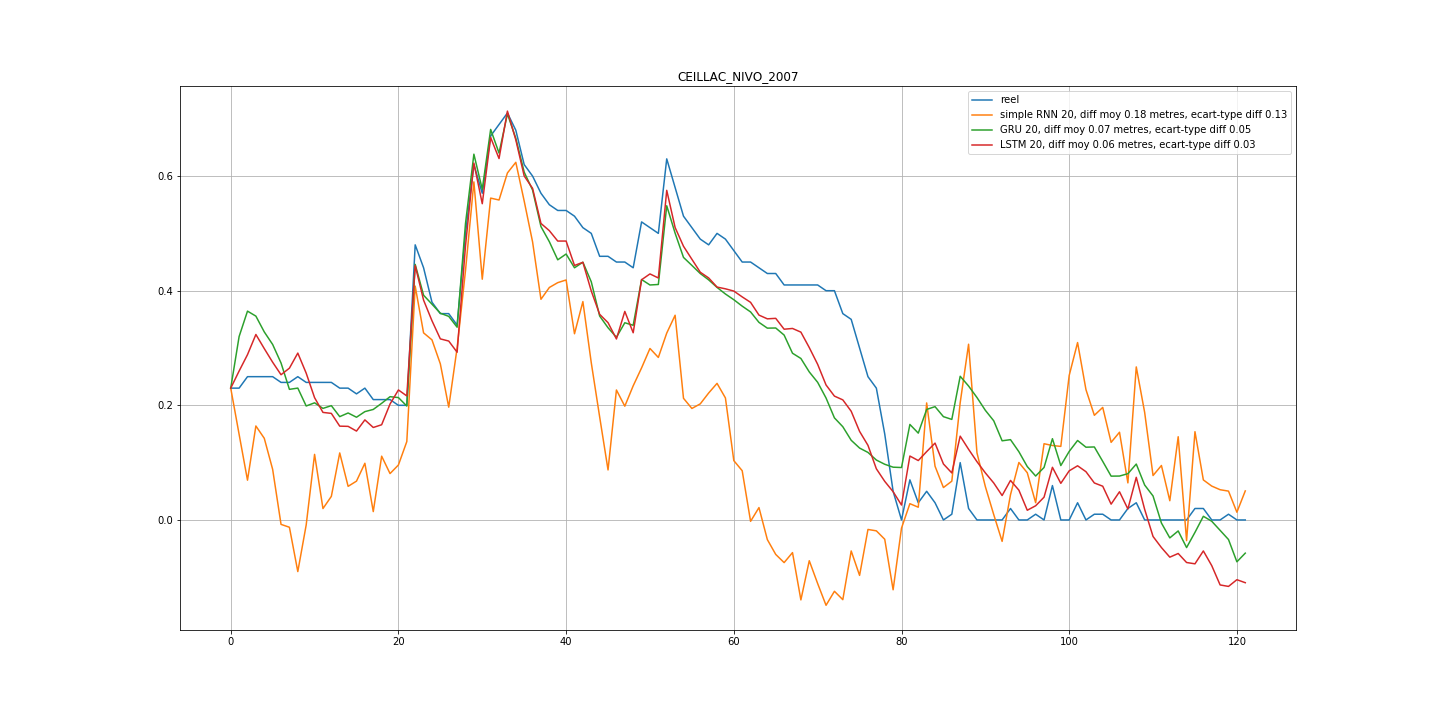 CEILLAC_NIVO_2007
reel
simple RNN 20, diff moy 0.18 metres, ecart-type diff 0.13
GRU 20, diff moy 0.07 metres, ecart-type diff 0.05
LSTM 20, diff moy 0.06 metres, ecart-type diff 0.03
0.6
0.4
0.2
0.0
0 20 40 60 80 100 120